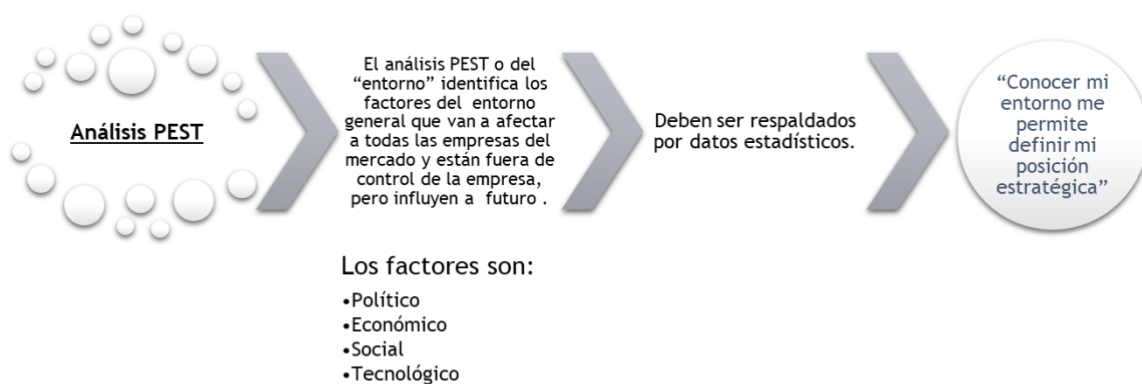 Análisis PEST
El análisis PEST o del
“entorno” identifica los
factores del entorno
general que van a afectar
a todas las empresas del
mercado y están fuera de
control de la empresa,
pero influyen a futuro .
Los factores son:
•Político
•Económico
•Social
•Tecnológico
Deben ser respaldados
por datos estadísticos.
“Conocer mi
entorno me
permite
definir mi
posición
estratégica”